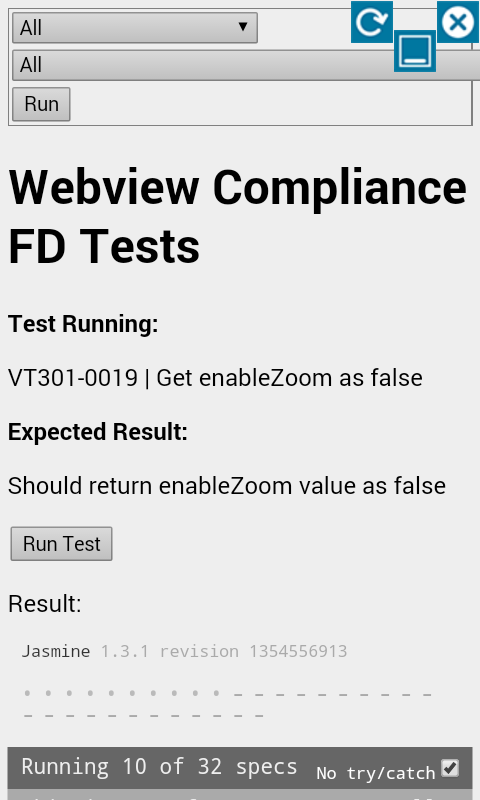 All
All
Run
Webview Compliance
FD Tests
Test Running:
VT301-0019 | Get enableZoom as false
Expected Result:
Should return enableZoom value as false
Run Test
Result:
Jasmine 1.3.1 revision 1354556913
• • • • • • • • • • – – – – – – – – – –
– – – – – – – – – – – –
Running 10 of 32 specs No try/catch